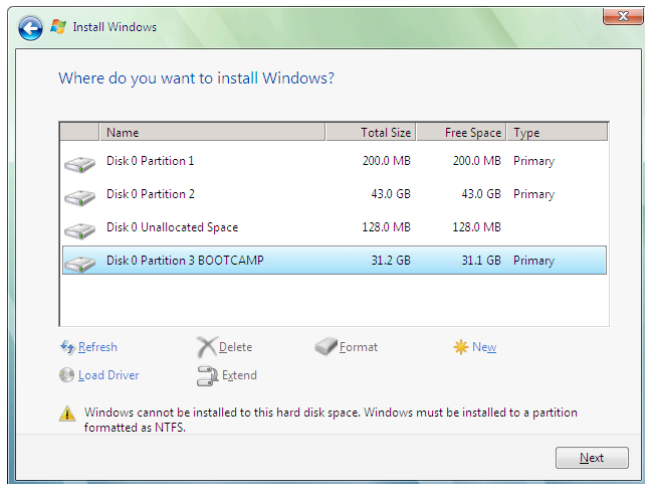 Install Windows
Where do you want to install Windows?
Name Total Size Free Space Type
Disk 0 Partition 1 200.0 MB 200.0 MB Primary
Disk 0 Partition 2 43.0 GB 43.0 GB Primary
Disk 0 Unallocated Space 128.0 MB 128.0 MB
Disk 0 Partition 3 BOOTCAMP 31.2 GB 31.1 GB Primary
Refresh Delete Format New
Load Driver Extend
Windows cannot be installed to this hard disk space. Windows must be installed to a partition
formatted as NTFS.
Next